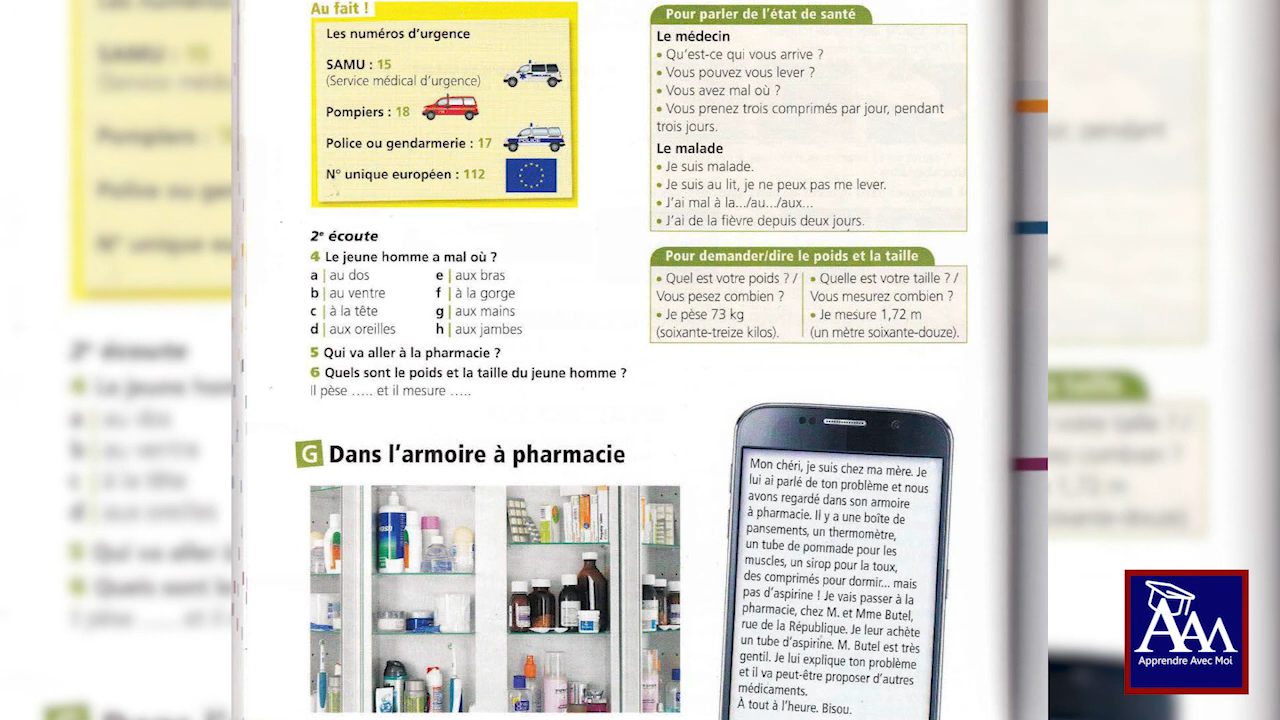 Au fait !
Les numéros d'urgence
SAMU : 15
(Service médical d'urgence)
Pompiers : 18
Police ou gendarmerie : 17
POLICE
N° unique européen : 112
2e écoute
4 Le jeune homme a mal où ?
a | au dos
b | au ventre
c | à la tête
d | aux oreilles
e | aux bras
f | à la gorge
g | aux mains
h | aux jambes
5 Qui va aller à la pharmacie ?
6 Quels sont le poids et la taille du jeune homme ?
Il pèse ….. et il mesure …..
Pour parler de l'état de santé
Le médecin
• Qu'est-ce qui vous arrive ?
• Vous pouvez vous lever ?
• Vous avez mal où ?
• Vous prenez trois comprimés par jour, pendant
trois jours.
Le malade
• Je suis malade.
• Je suis au lit, je ne peux pas me lever.
• J'ai mal à la.../au.../aux...
• J'ai de la fièvre depuis deux jours.
Pour demander/dire le poids et la taille
• Quel est votre poids ? /
Vous pesez combien ?
• Je pèse 73 kg
(soixante-treize kilos).
• Quelle est votre taille ? /
Vous mesurez combien ?
• Je mesure 1,72 m
(un mètre soixante-douze).
G Dans l'armoire à pharmacie
Mon chéri, je suis chez ma mère. Je
lui ai parlé de ton problème et nous
avons regardé dans son armoire
à pharmacie. Il y a une boîte de
pansements, un thermomètre,
un tube de pommade pour les
muscles, un sirop pour la toux,
des comprimés pour dormir... mais
pas d'aspirine ! Je vais passer à la
pharmacie, chez M. et Mme Butel,
rue de la République. Je leur achète
un tube d'aspirine. M. Butel est très
gentil. Je lui explique ton problème
et il va peut-être proposer d'autres
médicaments.
À tout à l'heure. Bisou.
AAM
Apprendre Avec Moi